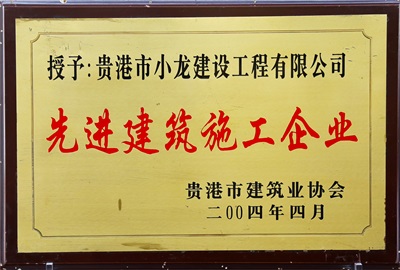 授予:贵港市小龙建设工程有限公司
先进建筑施工企业
贵港市建筑业协会
二00四年四月